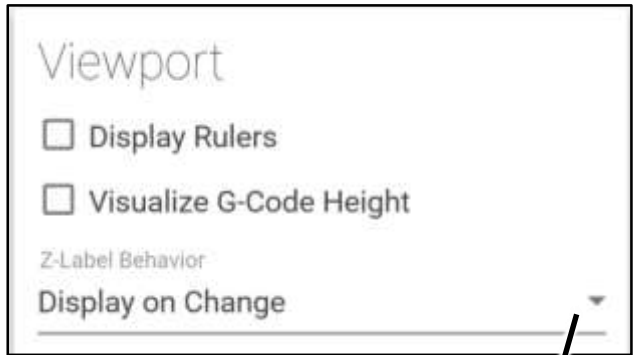 Viewport
Display Rulers
Visualize G-Code Height
Z-Label Behavior
Display on Change